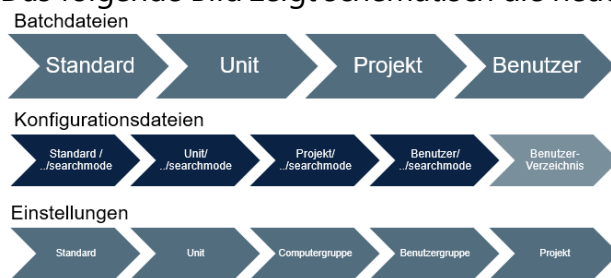 Batchdateien
Standard Unit Projekt Benutzer
Konfigurationsdateien
Standard / ../searchmode Unit/ ../searchmode Projekt/ ../searchmode Benutzer/ ../searchmode Benutzer-Verzeichnis
Einstellungen
Standard Unit Computergruppe Benutzergruppe Projekt